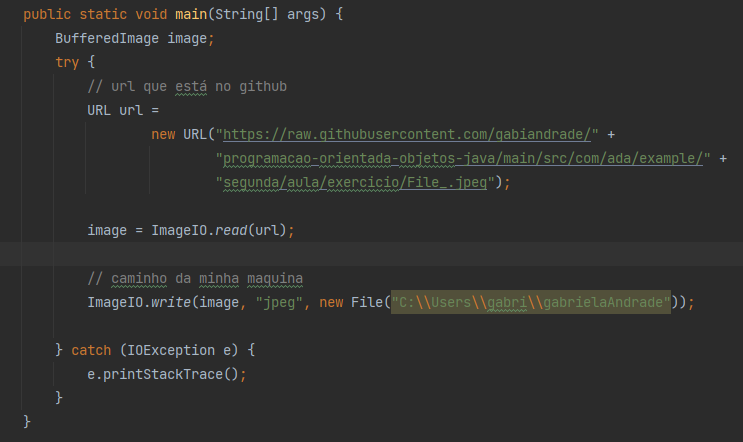 public static void main(String[] args) {
BufferedImage image;
try {
// url que está no github
URL url =
new URL("https://raw.githubusercontent.com/gabiandrade/" +
"programacao-orientada-objetos-java/main/src/com/ada/example/" +
"segunda/aula/exercicio/File_.jpeg");
image = ImageIO.read(url);
// caminho da minha maquina
ImageIO.write(image, "jpeg", new File("C:\\Users\\gabri\\gabrielaAndrade"));
} catch (IOException e) {
e.printStackTrace();
}
}